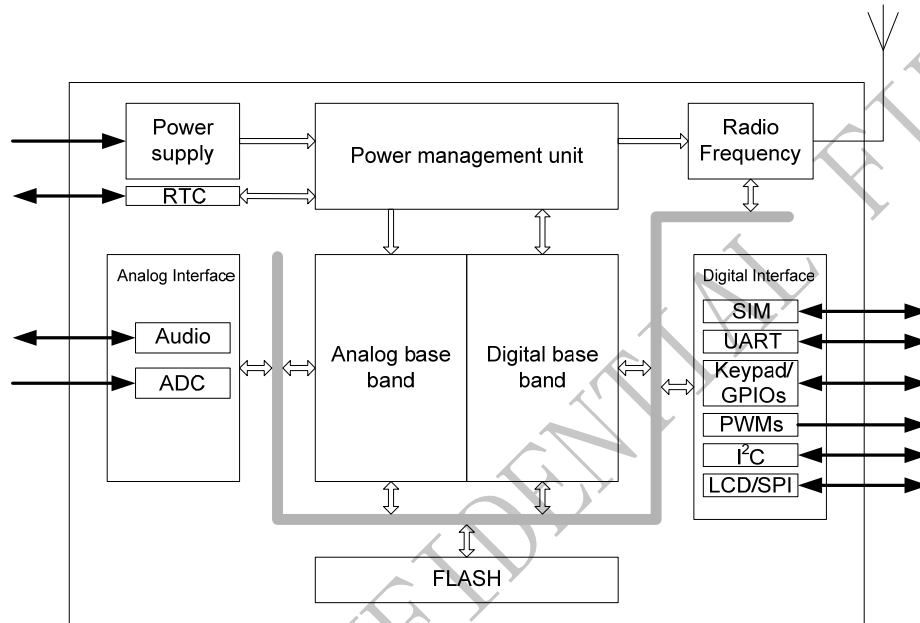 Power
supply
Power management unit
Radio
Frequency
RTC
Analog Interface
Audio
ADC
Analog base
band
Digital base
band
Digital Interface
SIM
UART
Keypad/
GPIOs
PWMs
I²C
LCD/SPI
FLASH